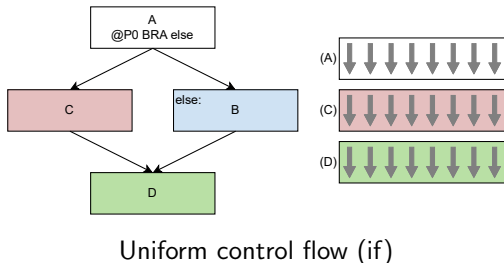 A
@P0 BRA else
C
else:
B
D
(A)
(C)
(D)
Uniform control flow (if)